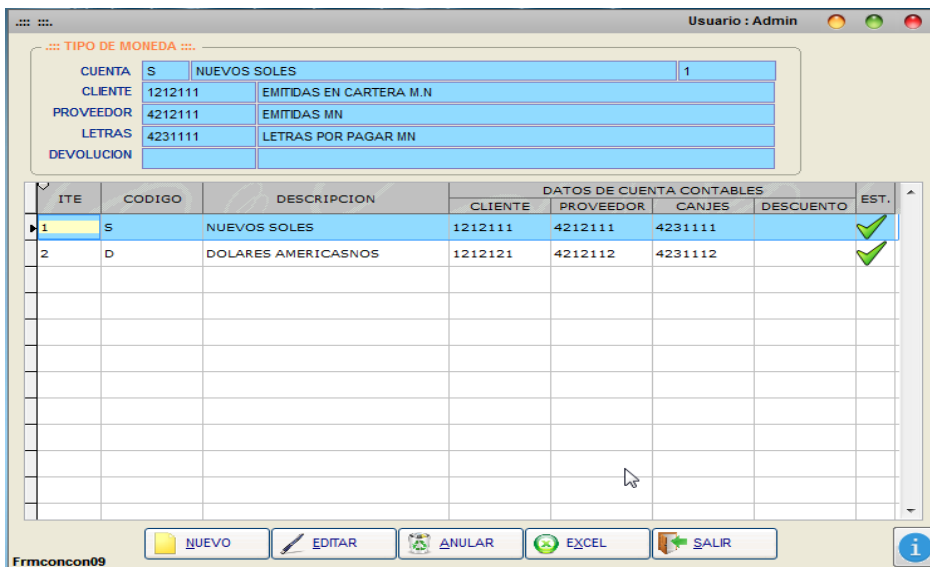 .::: :::. Usuario : Admin
.::: TIPO DE MONEDA :::.
CUENTA S NUEVOS SOLES 1
CLIENTE 1212111 EMITIDAS EN CARTERA M.N
PROVEEDOR 4212111 EMITIDAS MN
LETRAS 4231111 LETRAS POR PAGAR MN
DEVOLUCION
ITE CODIGO DESCRIPCION DATOS DE CUENTA CONTABLES EST.
CLIENTE PROVEEDOR CANJES DESCUENTO
1 S NUEVOS SOLES 1212111 4212111 4231111
2 D DOLARES AMERICASNOS 1212121 4212112 4231112
NUEVO EDITAR ANULAR EXCEL SALIR
Frmconcon09